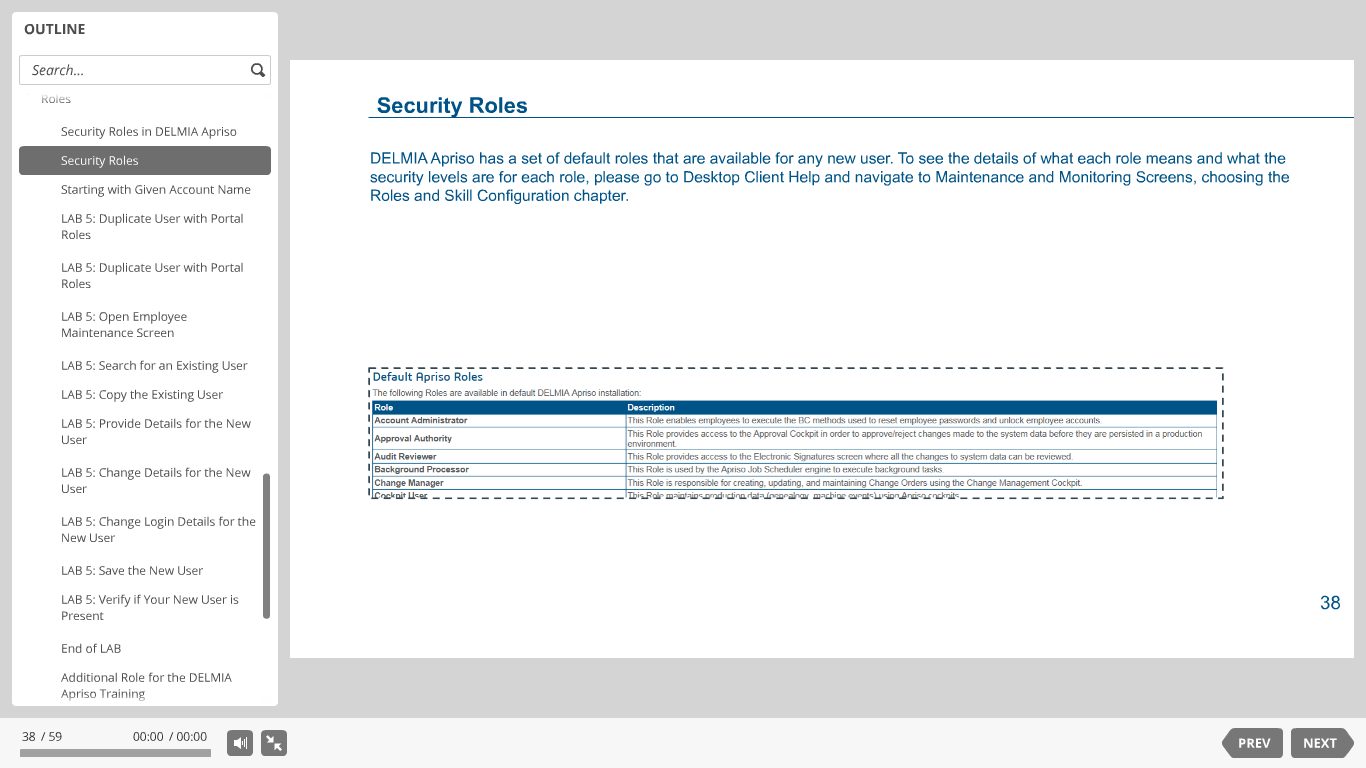 OUTLINE
Search...
Roles
Security Roles in DELMIA Apriso
Security Roles
Starting with Given Account Name
LAB 5: Duplicate User with Portal
Roles
LAB 5: Duplicate User with Portal
Roles
LAB 5: Open Employee
Maintenance Screen
LAB 5: Search for an Existing User
LAB 5: Copy the Existing User
LAB 5: Provide Details for the New
User
LAB 5: Change Details for the New
User
LAB 5: Change Login Details for the
New User
LAB 5: Save the New User
LAB 5: Verify if Your New User is
Present
End of LAB
Additional Role for the DELMIA
Apriso Training
Security Roles
DELMIA Apriso has a set of default roles that are available for any new user. To see the details of what each role means and what the
security levels are for each role, please go to Desktop Client Help and navigate to Maintenance and Monitoring Screens, choosing the
Roles and Skill Configuration chapter.
Default Apriso Roles
The following Roles are available in default DELMIA Apriso installation:
Role Description
Account Administrator This Role enables employees to execute the BC methods used to reset employee passwords and unlock employee accounts.
Approval Authority This Role provides access to the Approval Cockpit in order to approve/reject changes made to the system data before they are persisted in a production
environment.
Audit Reviewer This Role provides access to the Electronic Signatures screen where all the changes to system data can be reviewed.
Background Processor This Role is used by the Apriso Job Scheduler engine to execute background tasks.
Change Manager This Role is responsible for creating, updating, and maintaining Change Orders using the Change Management Cockpit.
Cockpit User This Role maintains production data (genealogy, machine events) using Apriso cockpits.
38
38 / 59
00:00 / 00:00
PREV
NEXT